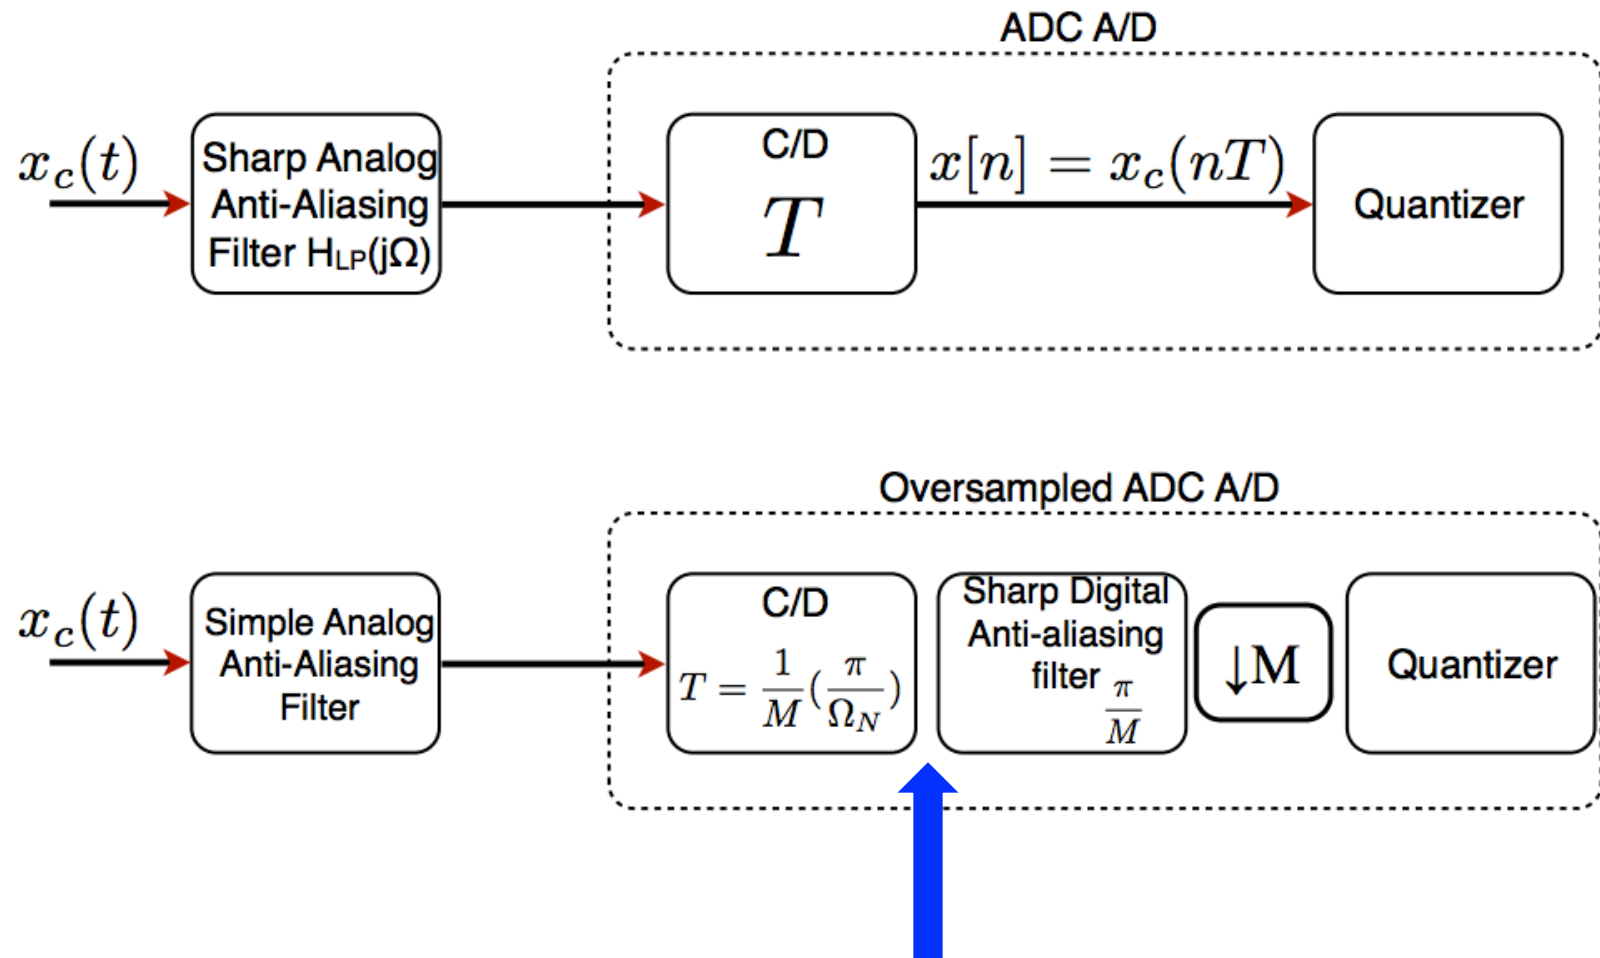 ADC A/D
x_c(t)
Sharp Analog
Anti-Aliasing
Filter H_LP(jΩ)
C/D
T
x[n] = x_c(nT)
Quantizer
Oversampled ADC A/D
x_c(t)
Simple Analog
Anti-Aliasing
Filter
C/D
T = 1/M (π/Ω_N)
Sharp Digital
Anti-aliasing
filter π/M
↓M
Quantizer